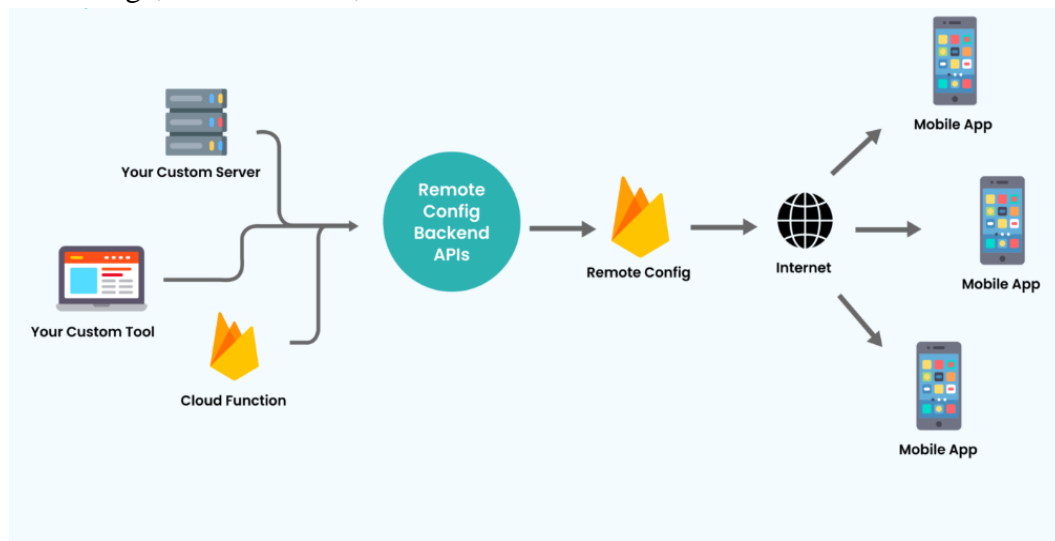 Mobile App
Your Custom Server
Remote
Config
Backend
APIs
Remote Config
Internet
Mobile App
Your Custom Tool
Cloud Function
Mobile App